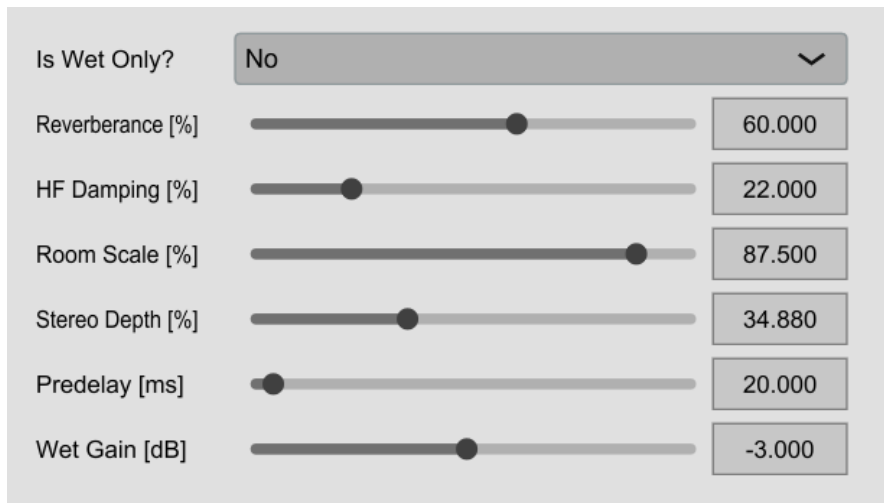 Is Wet Only? No
Reverberance [%] 60.000
HF Damping [%] 22.000
Room Scale [%] 87.500
Stereo Depth [%] 34.880
Predelay [ms] 20.000
Wet Gain [dB] -3.000